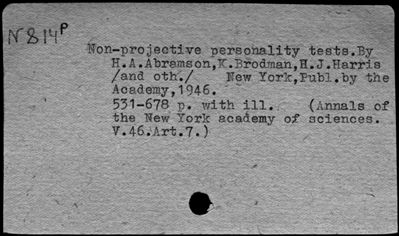 N814P
Non-projective personality tests.By
H.A.Abramson,K.Brodman,H.J.Harris
/and oth./ New York,Publ.by the
Academy,1946.
531-678 p. with ill. (Annals of
the New York academy of sciences.
V.46.Art.7.)